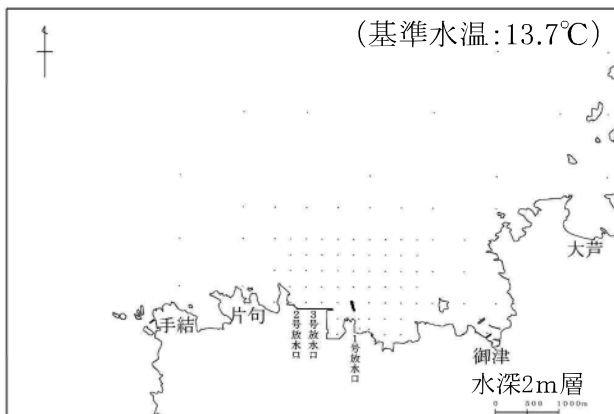 (基準水温:13.7℃)
大芦
手結
片句
2号放水口
3号放水口
1号放水口
御津
水深2m層
0 500 1000m